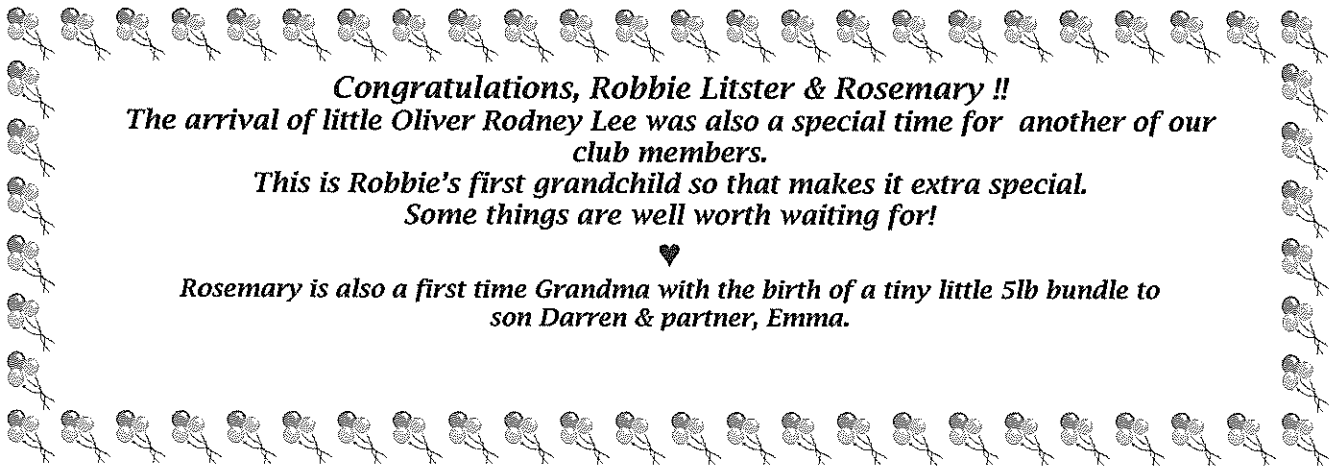 Congratulations, Robbie Litster & Rosemary !!
The arrival of little Oliver Rodney Lee was also a special time for another of our
club members.
This is Robbie's first grandchild so that makes it extra special.
Some things are well worth waiting for!
♥
Rosemary is also a first time Grandma with the birth of a tiny little 5lb bundle to
son Darren & partner, Emma.